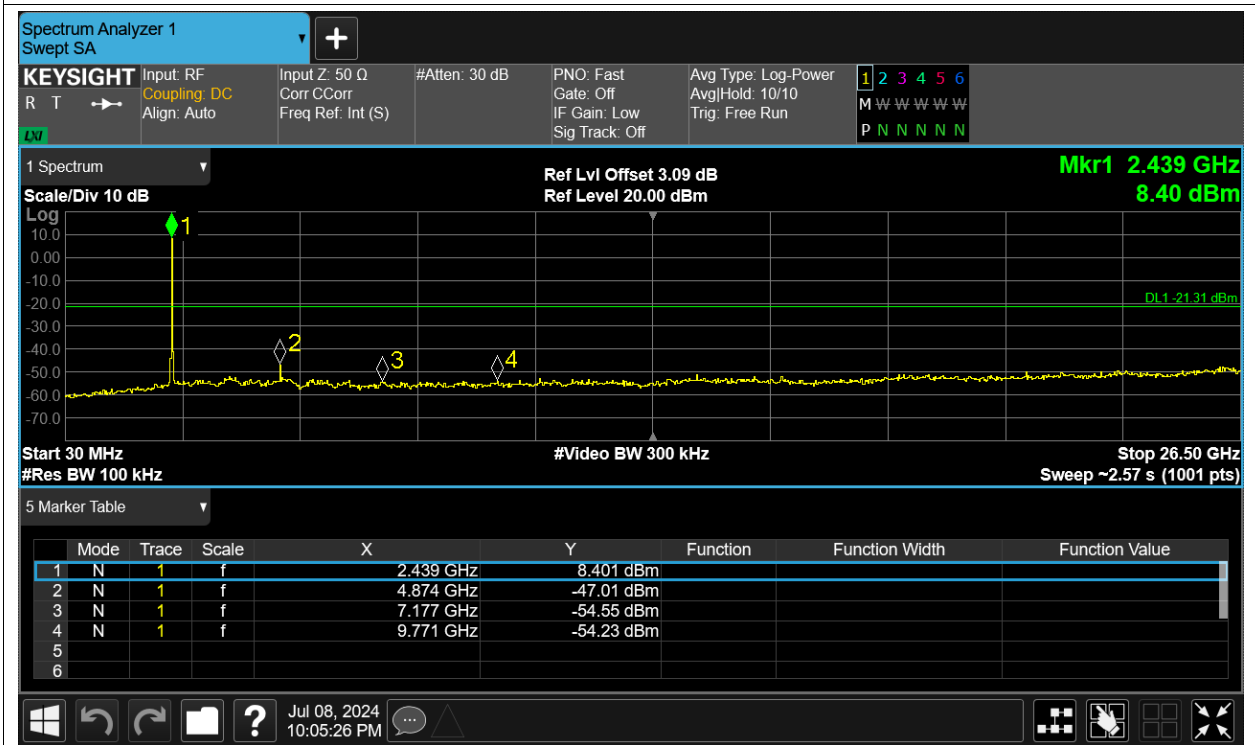 Spectrum Analyzer 1
Swept SA
KEYSIGHT Input: RF Input Z: 50 Ω #Atten: 30 dB PNO: Fast Avg Type: Log-Power 1 2 3 4 5 6
R T Coupling: DC Corr CCorr Gate: Off Avg|Hold: 10/10 M W W W W W W
Align: Auto Freq Ref: Int (S) IF Gain: Low Trig: Free Run
LXI Sig Track: Off P N N N N N N
1 Spectrum Ref Lvl Offset 3.09 dB Mkr1 2.439 GHz
Scale/Div 10 dB Ref Level 20.00 dBm 8.40 dBm
Log
1
10.0
0.00
-10.0
-20.0 DL1 -21.31 dBm
-30.0
-40.0 2
-50.0 3 4
-60.0
-70.0
Start 30 MHz #Video BW 300 kHz Stop 26.50 GHz
#Res BW 100 kHz Sweep ~2.57 s (1001 pts)
5 Marker Table
Mode Trace Scale X Y Function Function Width Function Value
1 N 1 f 2.439 GHz 8.401 dBm
2 N 1 f 4.874 GHz -47.01 dBm
3 N 1 f 7.177 GHz -54.55 dBm
4 N 1 f 9.771 GHz -54.23 dBm
5
6
? Jul 08, 2024
10:05:26 PM